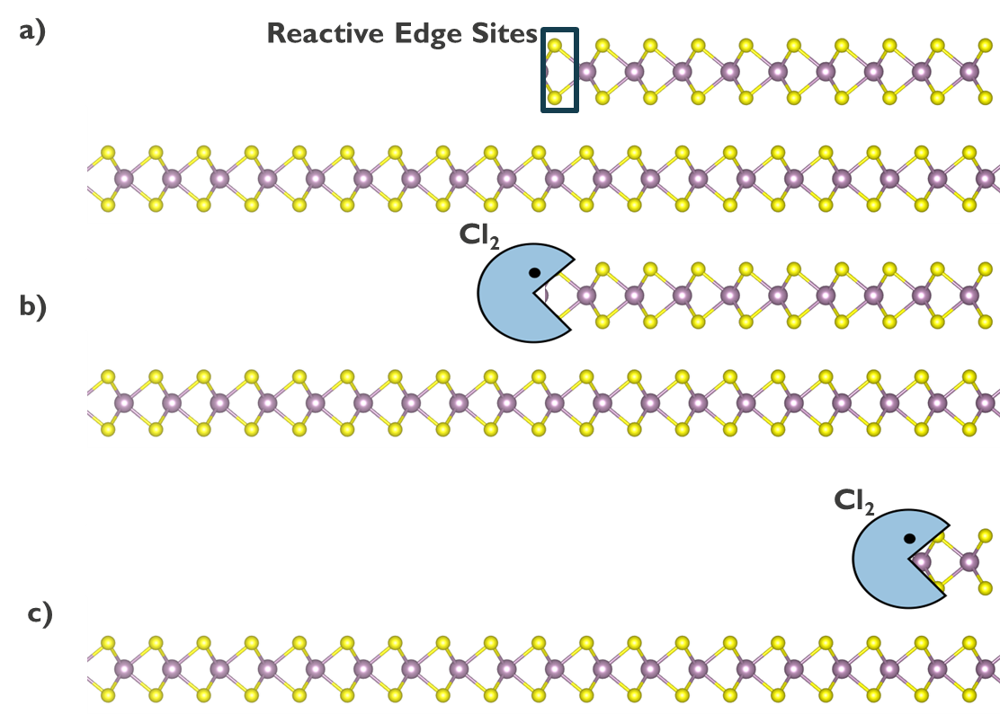 a)
Reactive Edge Sites
Cl₂
b)
Cl₂
c)